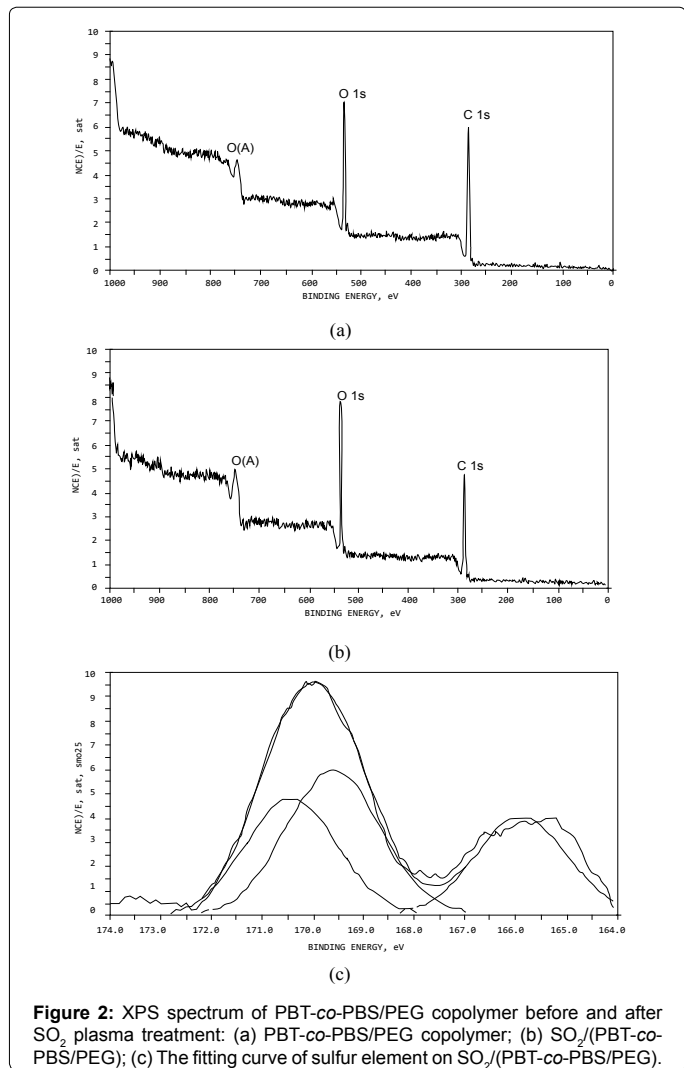 10
9
8
7
6
5
4
3
2
1
0
NCE)/E, sat
O(A)
O 1s
C 1s
1000 900 800 700 600 500 400 300 200 100 0
BINDING ENERGY, eV
(a)
10
9
8
7
6
5
4
3
2
1
0
NCE)/E, sat
O(A)
O 1s
C 1s
1000 900 800 700 600 500 400 300 200 100 0
BINDING ENERGY, eV
(b)
10
9
8
7
6
5
4
3
2
1
0
NCE)/E, sat, smo25
174.0 173.0 172.0 171.0 170.0 169.0 168.0 167.0 166.0 165.0 164.0
BINDING ENERGY, eV
(c)
Figure 2: XPS spectrum of PBT-co-PBS/PEG copolymer before and after
SO₂ plasma treatment: (a) PBT-co-PBS/PEG copolymer; (b) SO₂/(PBT-co-
PBS/PEG); (c) The fitting curve of sulfur element on SO₂/(PBT-co-PBS/PEG).